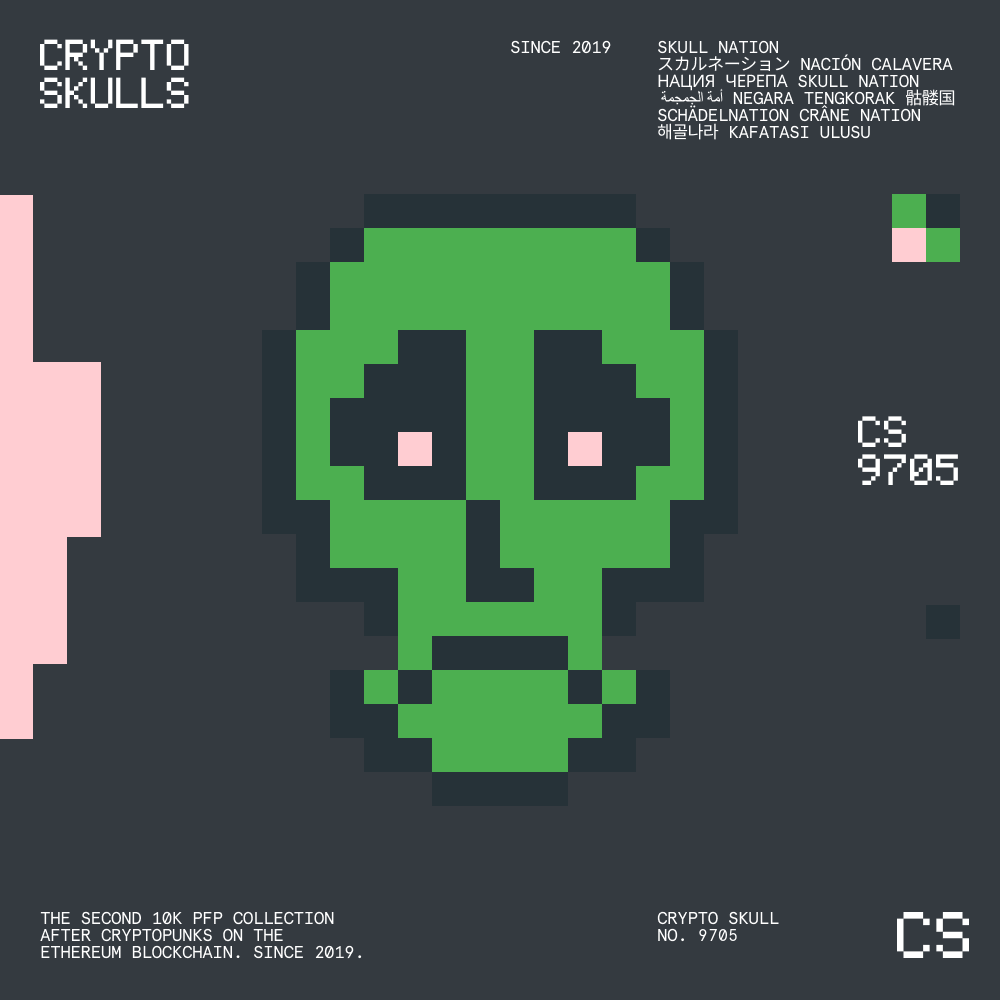 CRYPTO
SKULLS
SINCE 2019
SKULL NATION
スカルネーション NACIÓN CALAVERA
НАЦИЯ ЧЕРЕПА SKULL NATION
أمة الجمجمة NEGARA TENGKORAK 骷髅国
SCHÄDELNATION CRÂNE NATION
해골나라 KAFATASI ULUSU
CS
9705
THE SECOND 10K PFP COLLECTION
AFTER CRYPTOPUNKS ON THE
ETHEREUM BLOCKCHAIN. SINCE 2019.
CRYPTO SKULL
NO. 9705
CS